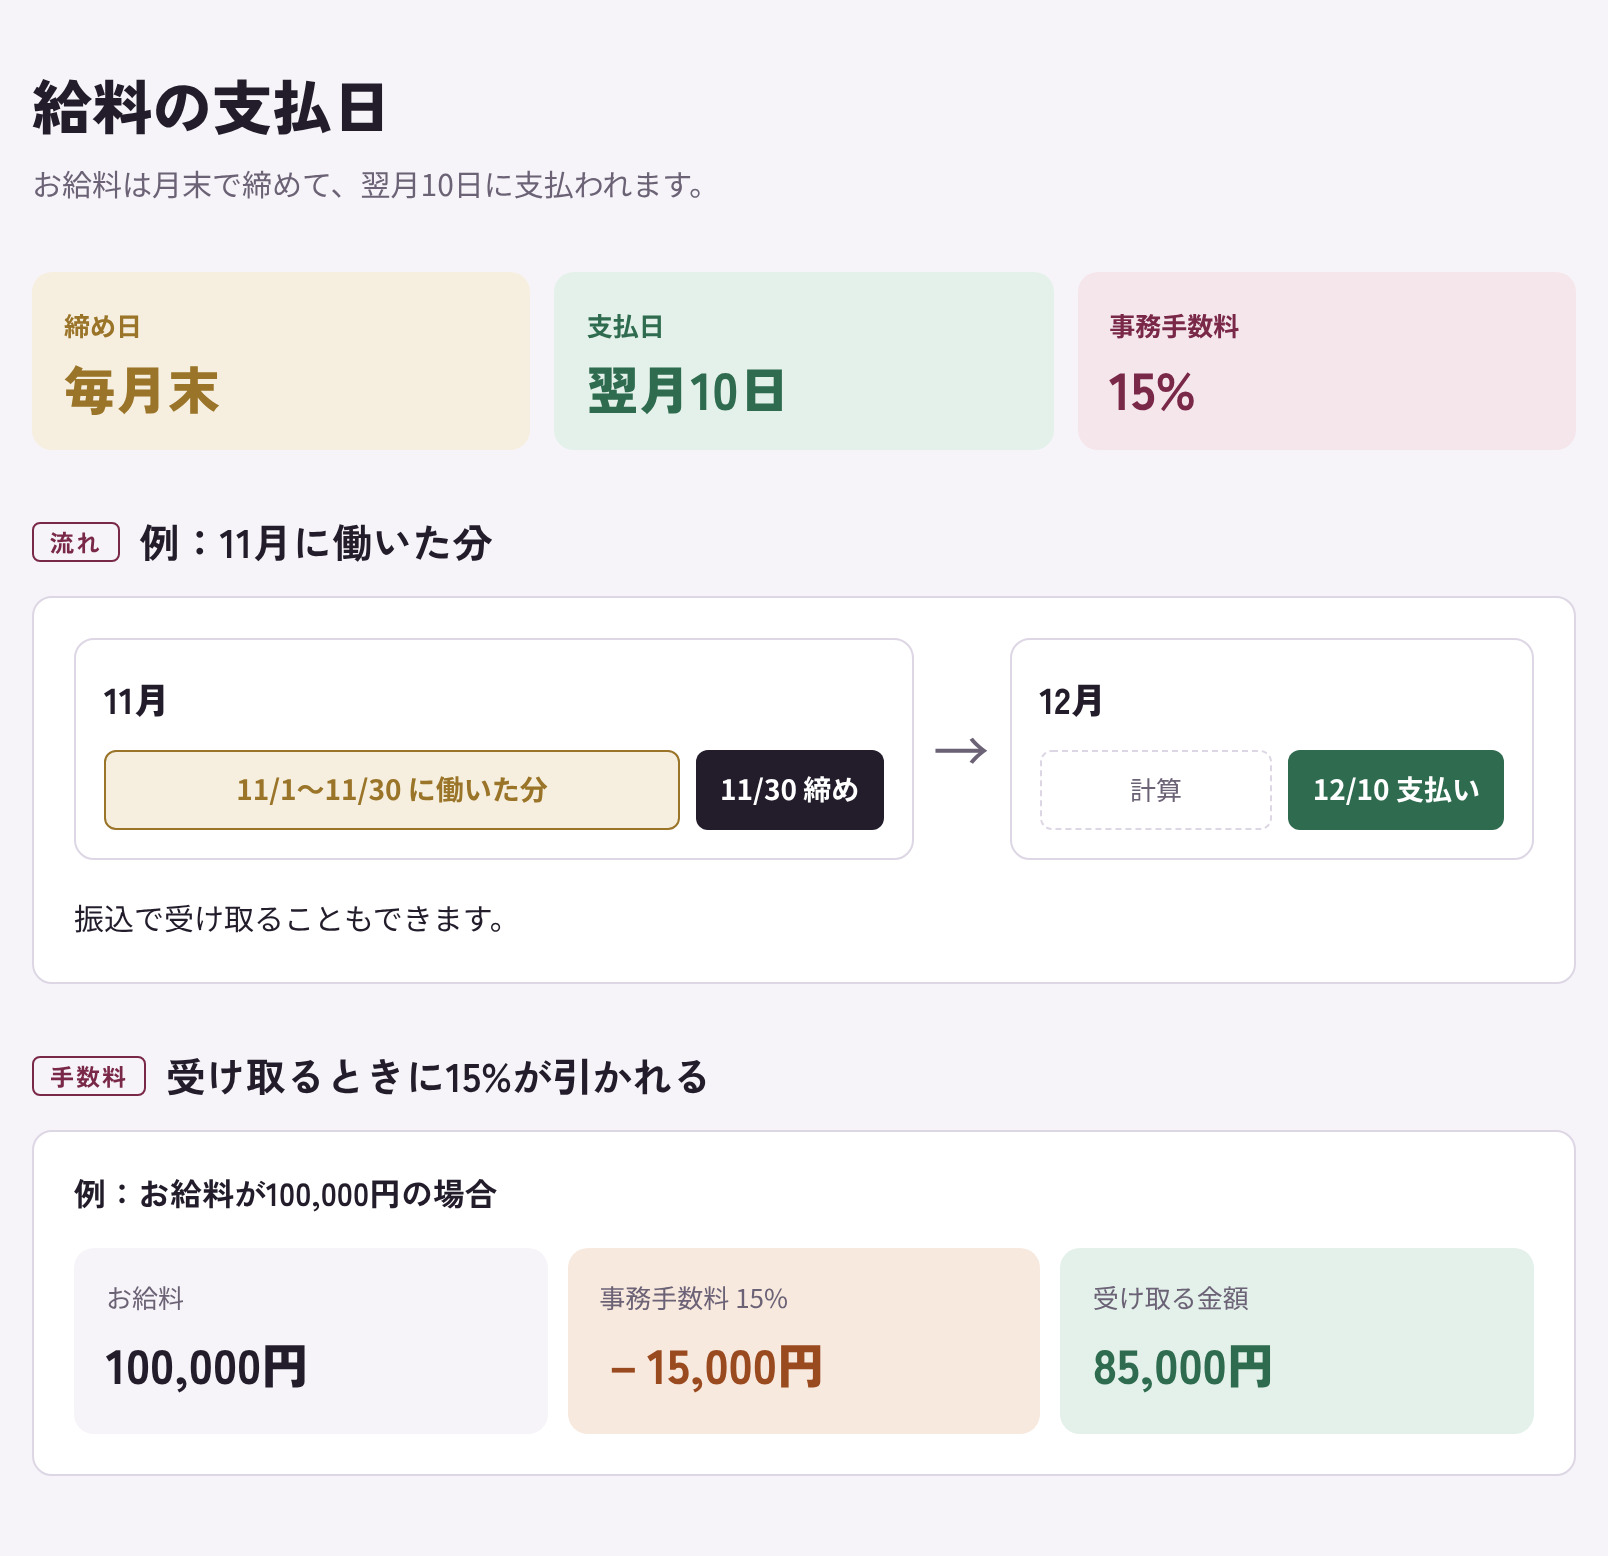 給料の支払日
お給料は月末で締めて、翌月10日に支払われます。
締め日
毎月末
支払日
翌月10日
事務手数料
15%
流れ 例：11月に働いた分
11月
11/1〜11/30 に働いた分
11/30 締め
→
12月
計算
12/10 支払い
振込で受け取ることもできます。
手数料 受け取るときに15%が引かれる
例：お給料が100,000円の場合
お給料
100,000円
事務手数料 15%
－15,000円
受け取る金額
85,000円